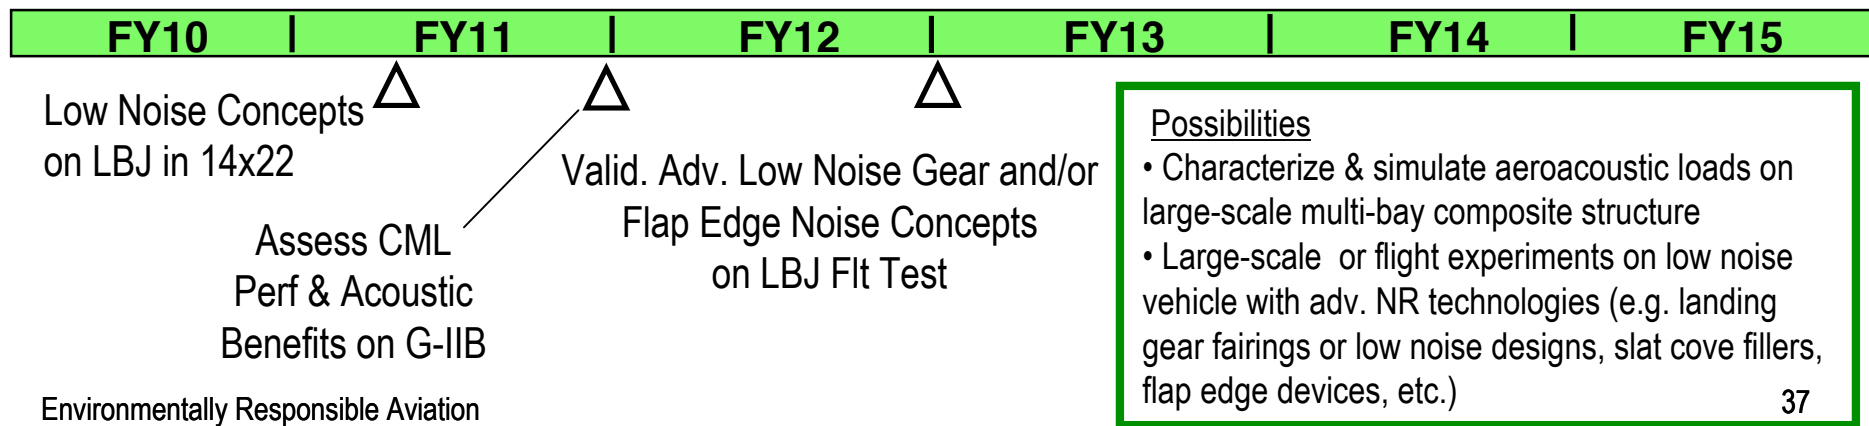 FY10 | FY11 | FY12 | FY13 | FY14 | FY15
Low Noise Concepts
on LBJ in 14x22
Assess CML
Perf & Acoustic
Benefits on G-IIB
Valid. Adv. Low Noise Gear and/or
Flap Edge Noise Concepts
on LBJ Flt Test
Possibilities
• Characterize & simulate aeroacoustic loads on
large-scale multi-bay composite structure
• Large-scale or flight experiments on low noise
vehicle with adv. NR technologies (e.g. landing
gear fairings or low noise designs, slat cove fillers,
flap edge devices, etc.)
Environmentally Responsible Aviation
37